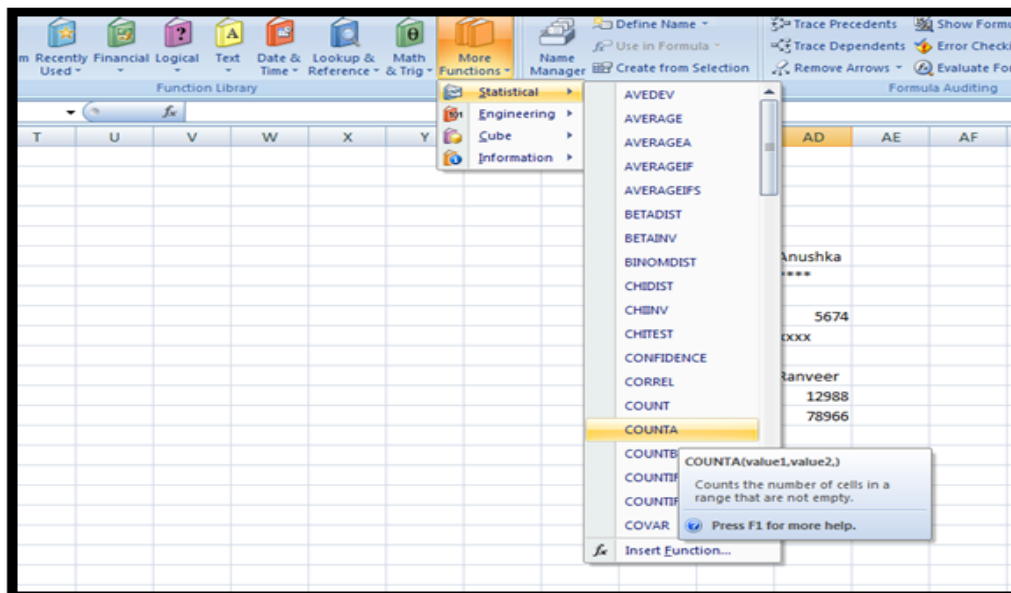 Define Name
Trace Precedents
Show Formu
m Recently Used
Financial
Logical
Text
Date & Time
Lookup & Reference
Math & Trig
More Functions
Name Manager
Use in Formula
Trace Dependents
Error Checki
Create from Selection
Remove Arrows
Evaluate For
Function Library
Formula Auditing
fx
T U V W X Y AD AE AF
Statistical
Engineering
Cube
Information
AVEDEV
AVERAGE
AVERAGEA
AVERAGEIF
AVERAGEIFS
BETADIST
BETAINV
BINOMDIST
CHIDIST
CHIINV
CHITEST
CONFIDENCE
CORREL
COUNT
COUNTA
COUNTB
COUNTIF
COUNTIF
COVAR
fx Insert Function...
COUNTA(value1,value2,)
Counts the number of cells in a
range that are not empty.
Press F1 for more help.
Anushka
****
5674
xxxx
Ranveer
12988
78966